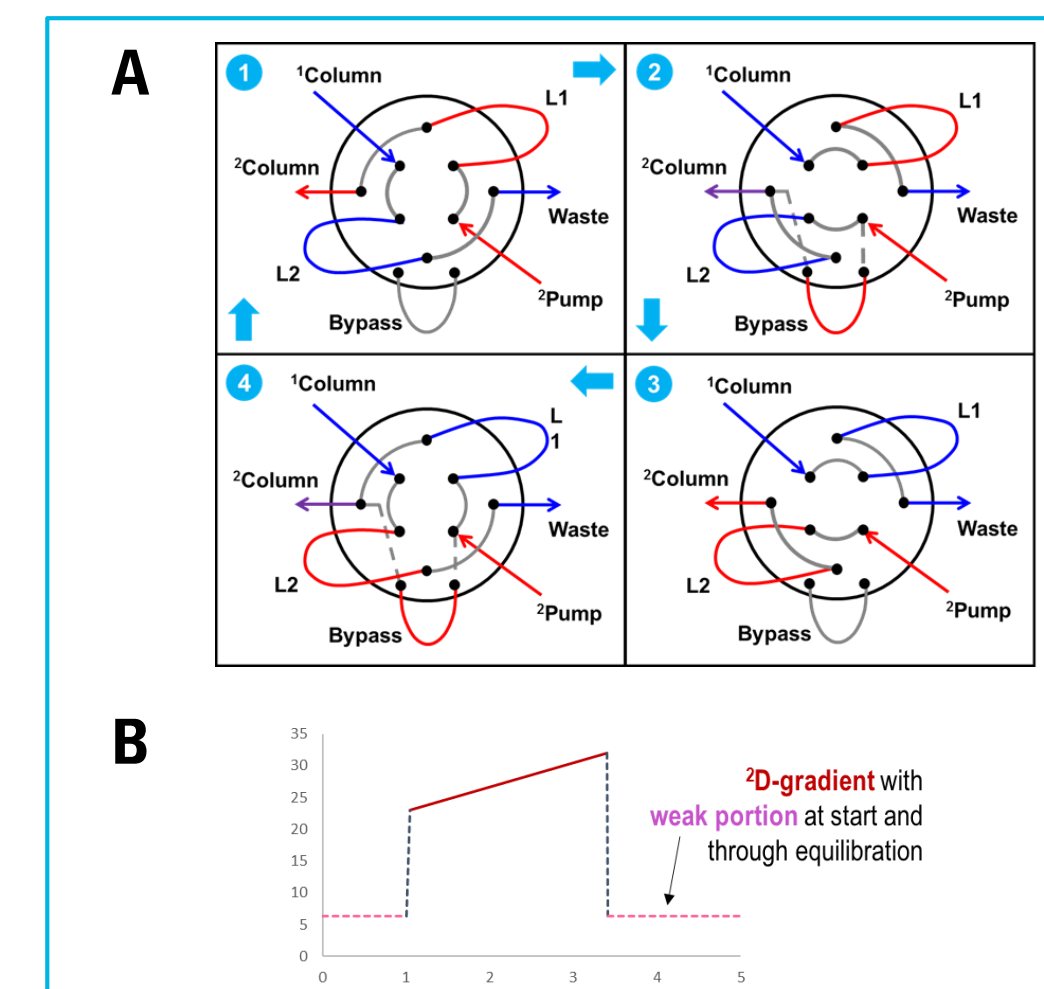 A
1
¹Column
L1
²Column
Waste
L2
²Pump
Bypass
2
¹Column
L1
²Column
Waste
L2
²Pump
Bypass
4
¹Column
L
1
²Column
Waste
L2
²Pump
Bypass
3
¹Column
L1
²Column
Waste
L2
²Pump
Bypass
B
35
30
25
20
15
10
5
0
0 1 2 3 4 5
²D-gradient with
weak portion at start and
through equilibration